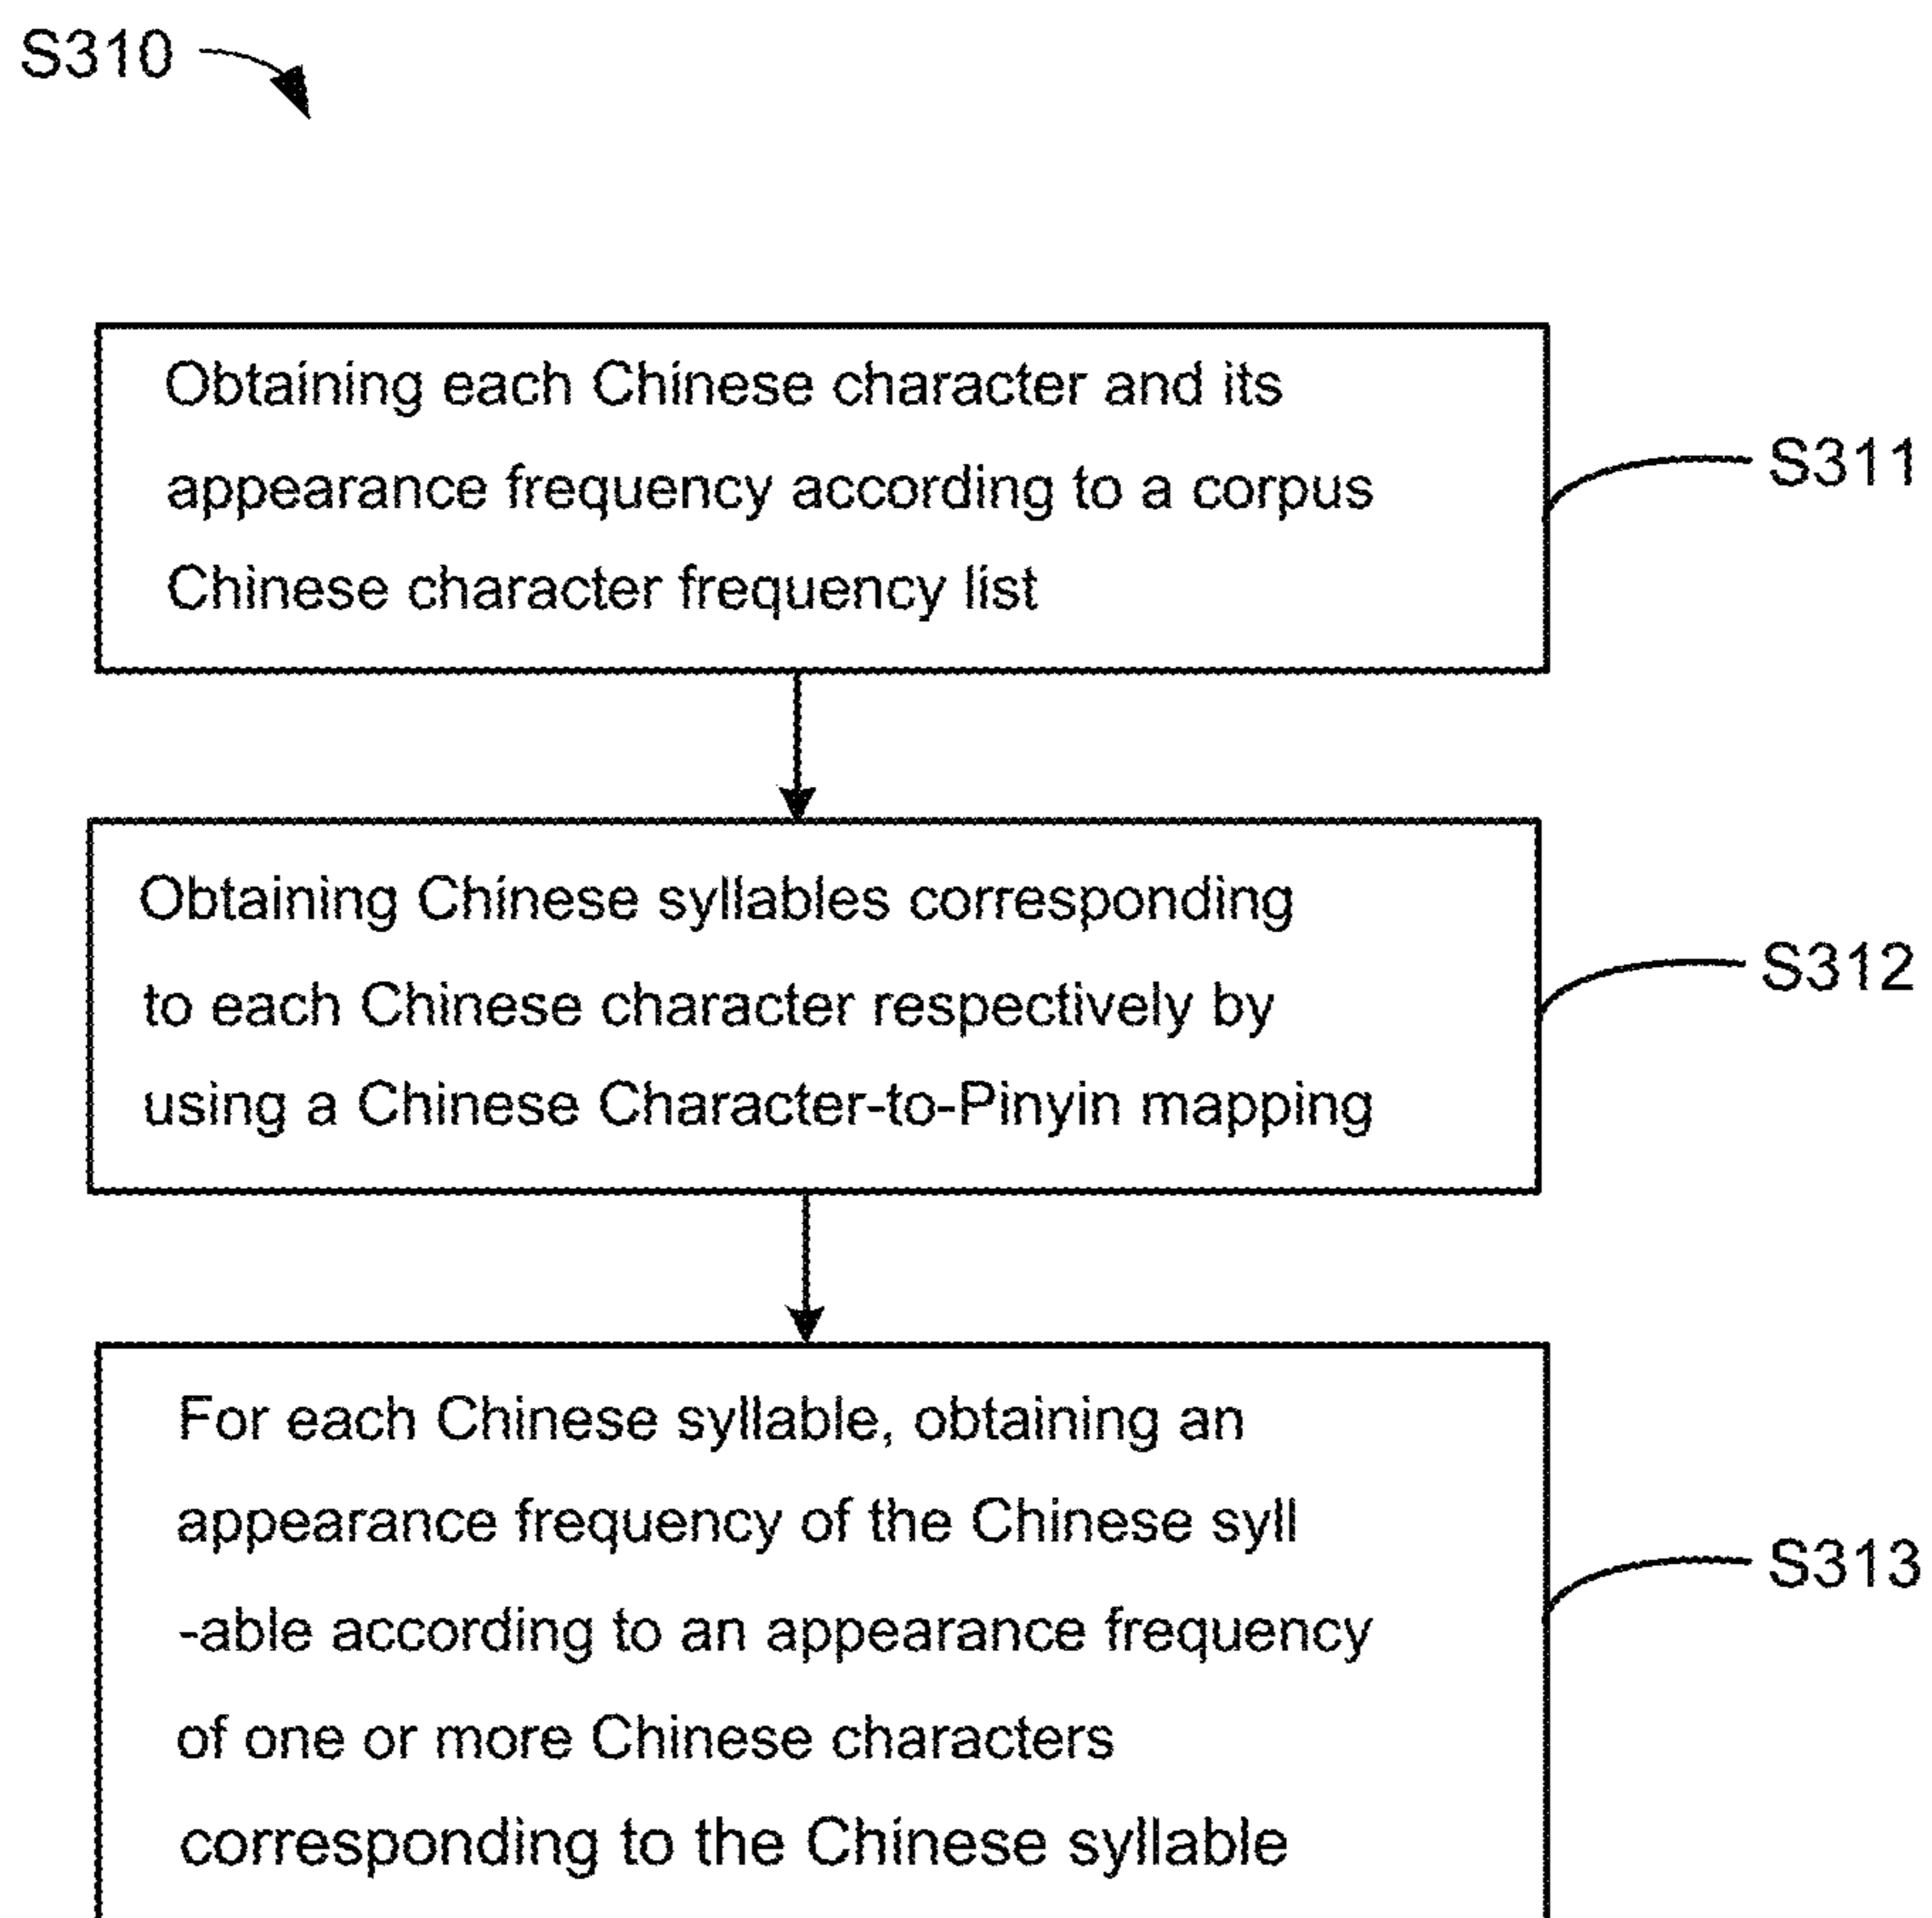 S310
Obtaining each Chinese character and its
appearance frequency according to a corpus
Chinese character frequency list
S311
Obtaining Chinese syllables corresponding
to each Chinese character respectively by
using a Chinese Character-to-Pinyin mapping
S312
For each Chinese syllable, obtaining an
appearance frequency of the Chinese syll
-able according to an appearance frequency
of one or more Chinese characters
corresponding to the Chinese syllable
S313